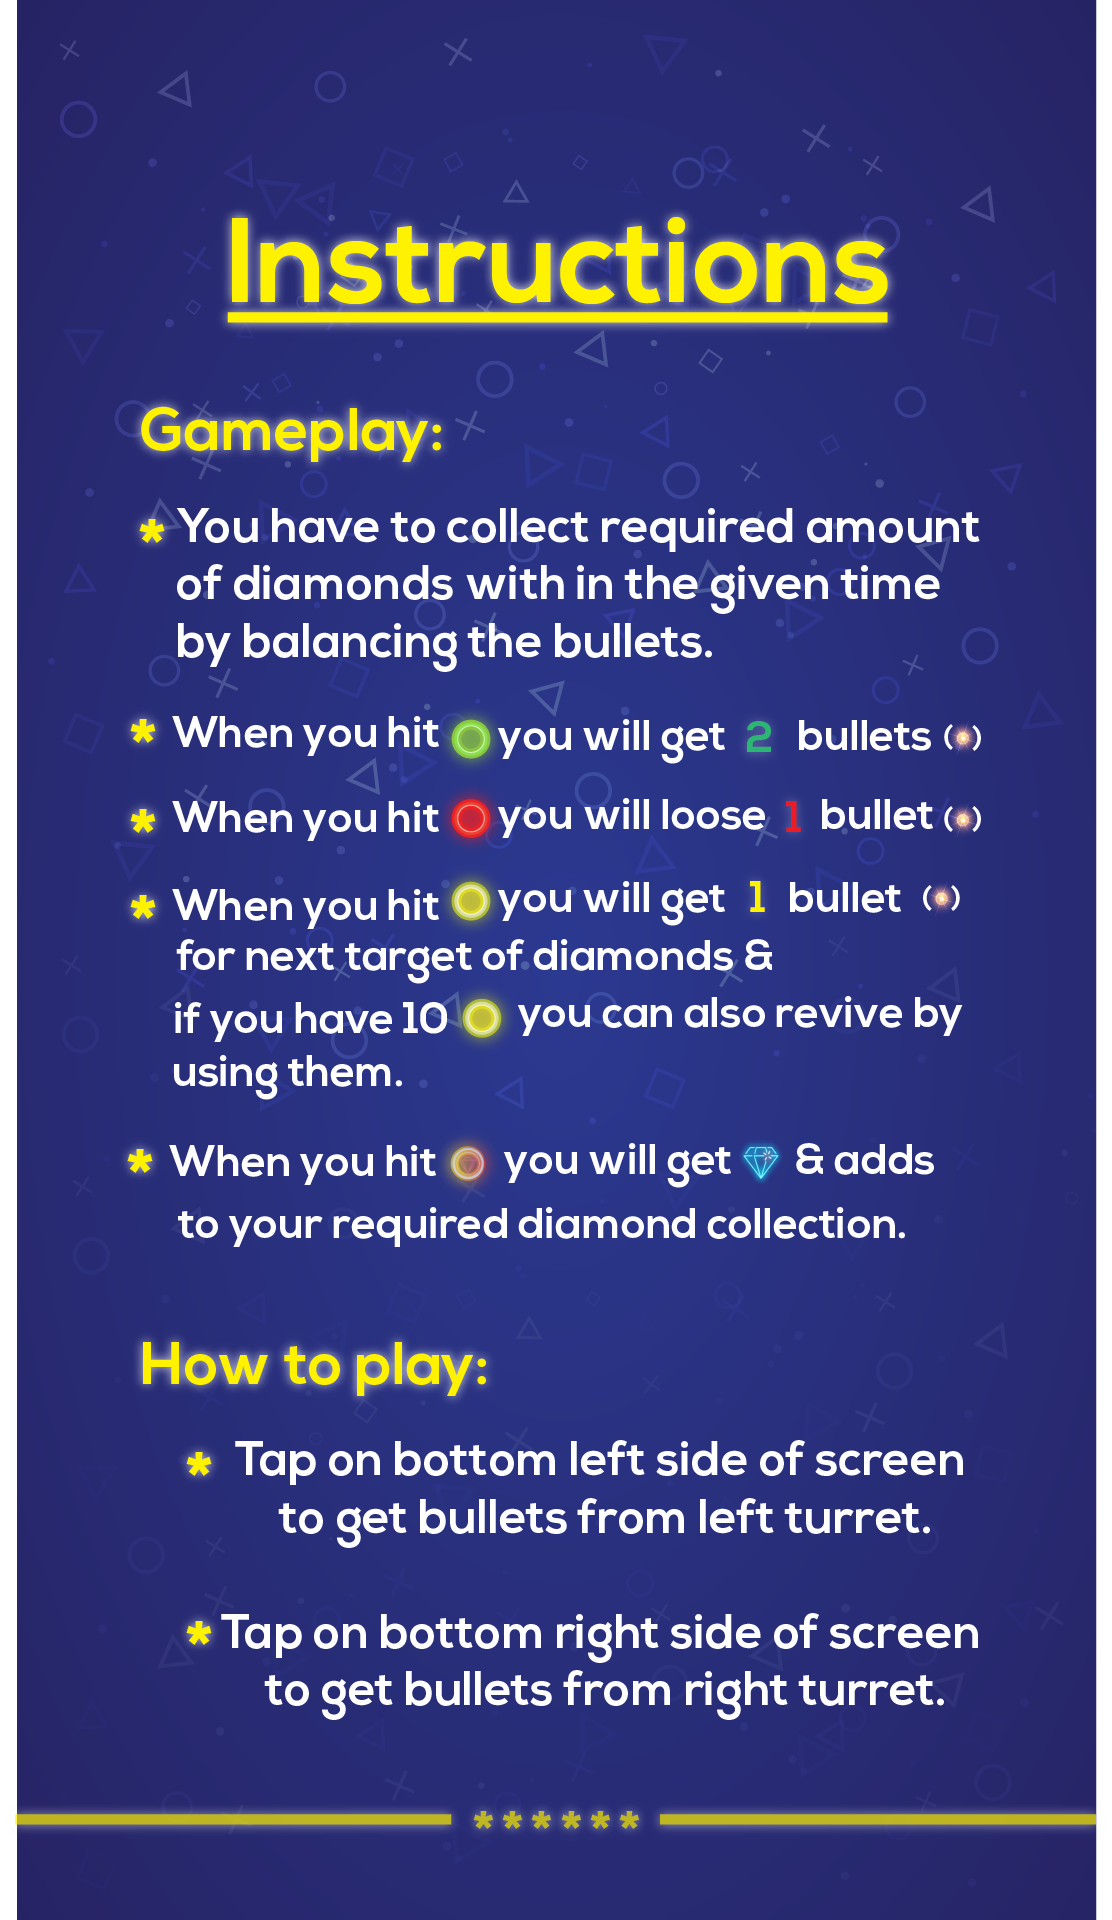 Instructions
Gameplay:
* You have to collect required amount
of diamonds with in the given time
by balancing the bullets.
* When you hit you will get 2 bullets ( )
* When you hit you will loose 1 bullet ( )
* When you hit you will get 1 bullet ( )
for next target of diamonds &
if you have 10 you can also revive by
using them.
* When you hit you will get & adds
to your required diamond collection.
How to play:
* Tap on bottom left side of screen
to get bullets from left turret.
* Tap on bottom right side of screen
to get bullets from right turret.
* * * * * *